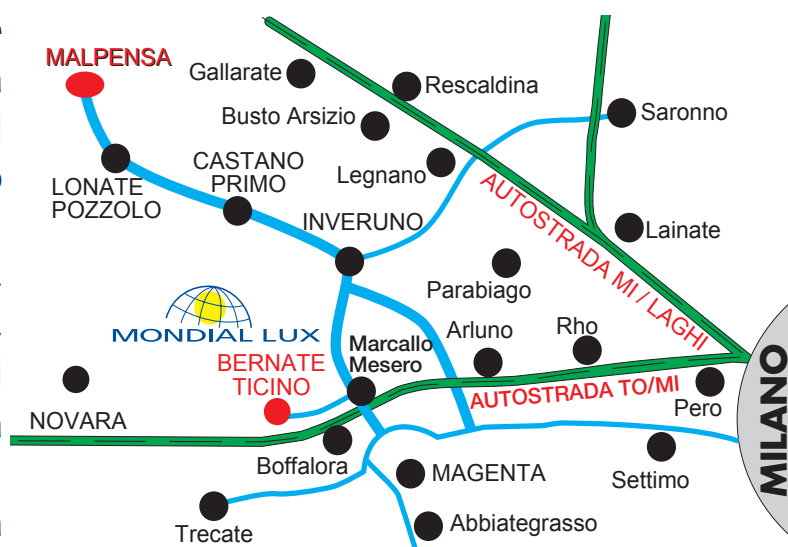 MALPENSA
Gallarate
Rescaldina
Busto Arsizio
Saronno
CASTANO
PRIMO
Legnano
LONATE
POZZOLO
INVERUNO
AUTOSTRADA MI / LAGHI
Lainate
Parabiago
MONDIAL LUX
Marcallo
Mesero
Arluno
Rho
BERNATE
TICINO
AUTOSTRADA TO/MI
Pero
NOVARA
MILANO
Boffalora
MAGENTA
Settimo
Trecate
Abbiategrasso